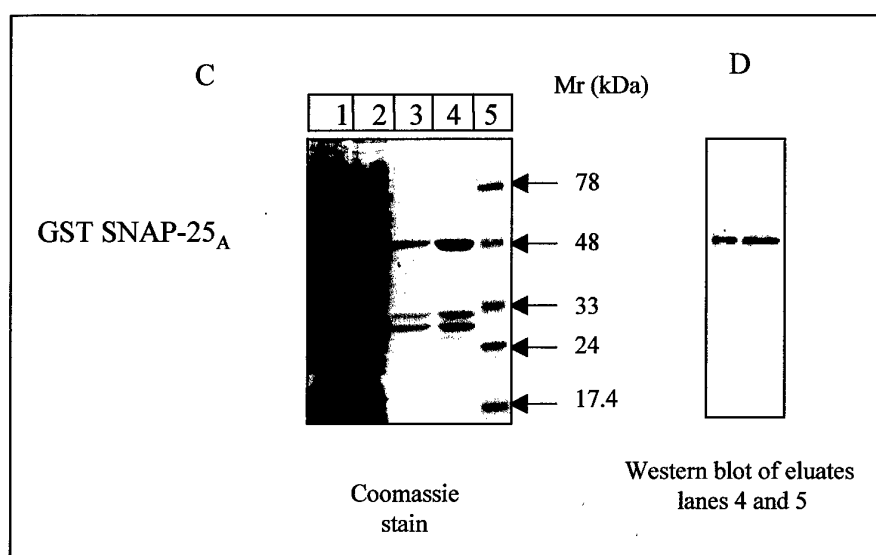 C
D
Mr (kDa)
1 2 3 4 5
78
GST SNAP-25A
48
33
24
17.4
Coomassie
stain
Western blot of eluates
lanes 4 and 5